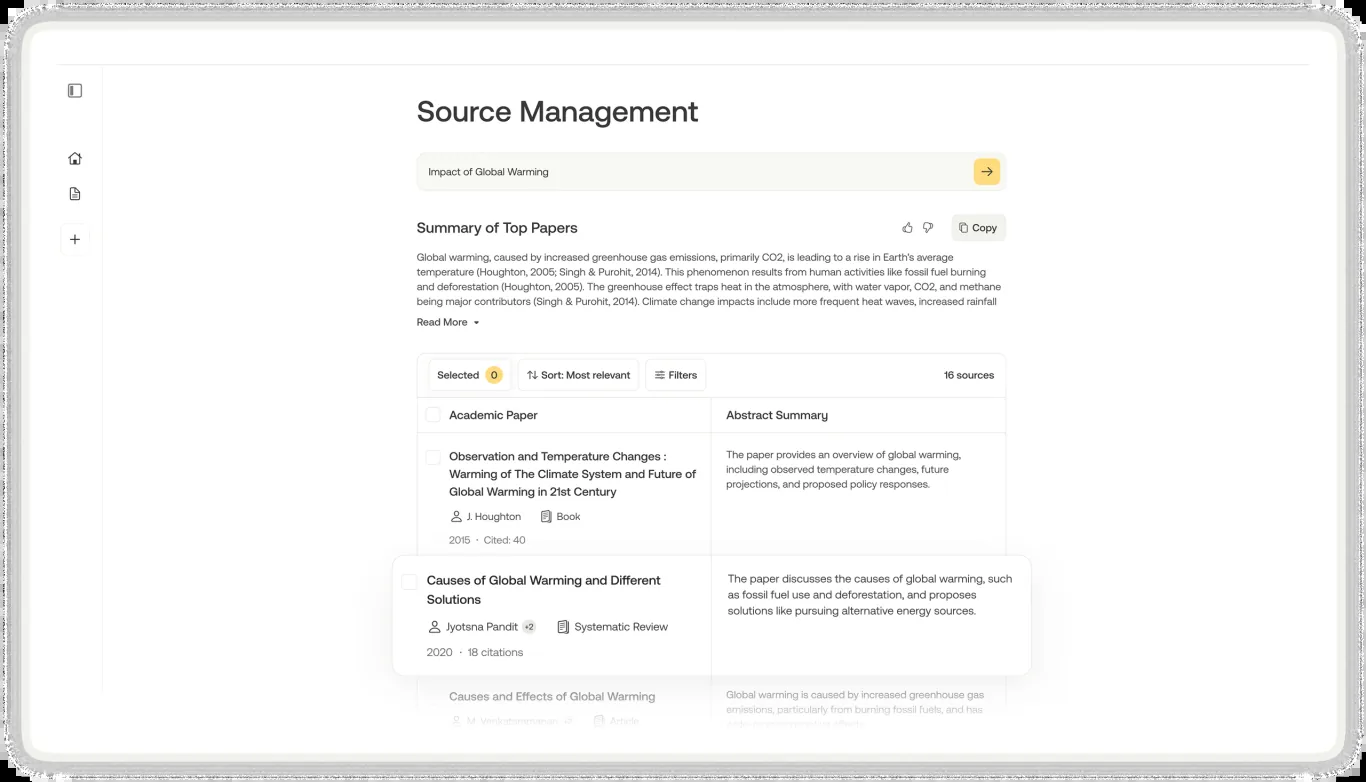 Source Management
Impact of Global Warming
Summary of Top Papers
Copy
Global warming, caused by increased greenhouse gas emissions, primarily CO2, is leading to a rise in Earth's average
temperature (Houghton, 2005; Singh & Purohit, 2014). This phenomenon results from human activities like fossil fuel burning
and deforestation (Houghton, 2005). The greenhouse effect traps heat in the atmosphere, with water vapor, CO2, and methane
being major contributors (Singh & Purohit, 2014). Climate change impacts include more frequent heat waves, increased rainfall
Read More
Selected 0
Sort: Most relevant
Filters
16 sources
Academic Paper
Abstract Summary
Observation and Temperature Changes :
Warming of The Climate System and Future of
Global Warming in 21st Century
J. Houghton
Book
2015 · Cited: 40
The paper provides an overview of global warming,
including observed temperature changes, future
projections, and proposed policy responses.
Causes of Global Warming and Different
Solutions
Jyotsna Pandit +2
Systematic Review
2020 · 18 citations
The paper discusses the causes of global warming, such
as fossil fuel use and deforestation, and proposes
solutions like pursuing alternative energy sources.
Causes and Effects of Global Warming
M.
Article
Global warming is caused by increased greenhouse gas
emissions, particularly from burning fossil fuels, and has